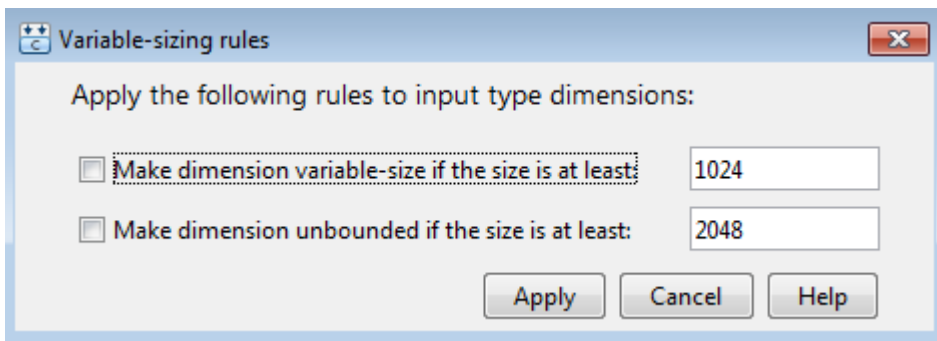 C
Variable-sizing rules
Apply the following rules to input type dimensions:
Make dimension variable-size if the size is at least: 1024
Make dimension unbounded if the size is at least: 2048
Apply Cancel Help